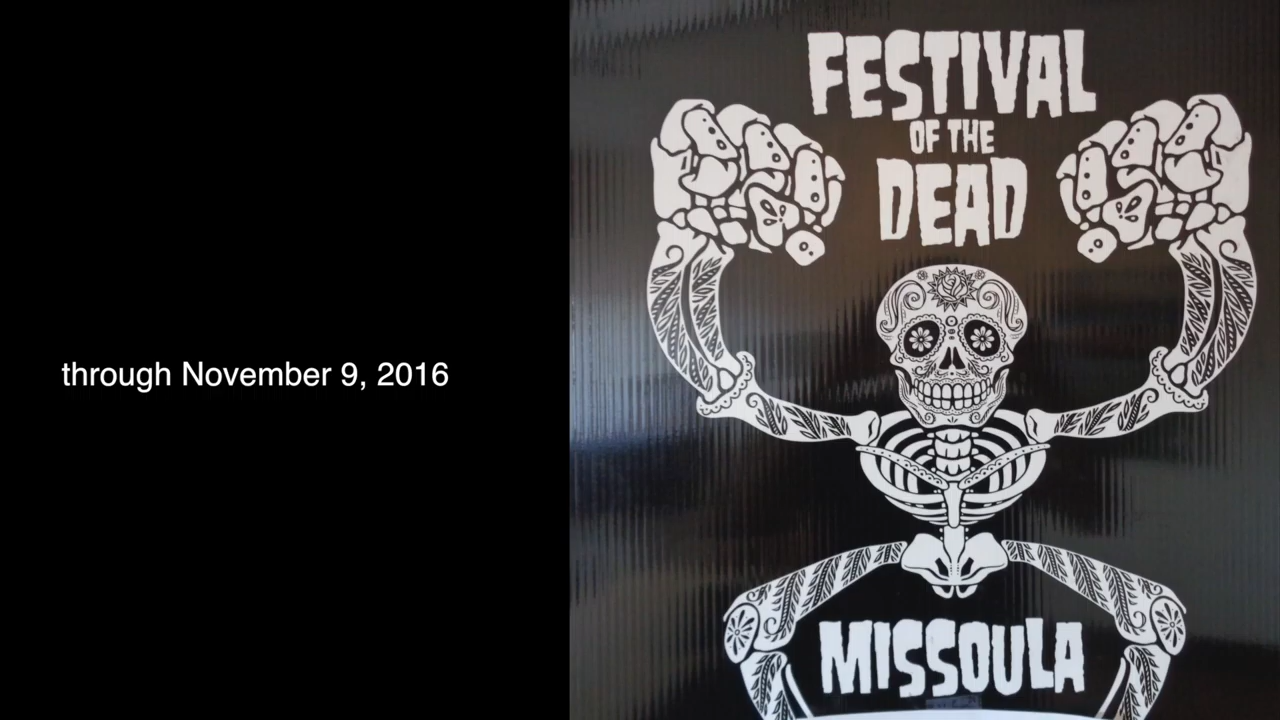 through November 9, 2016
FESTIVAL
OF THE
DEAD
MISSOULA